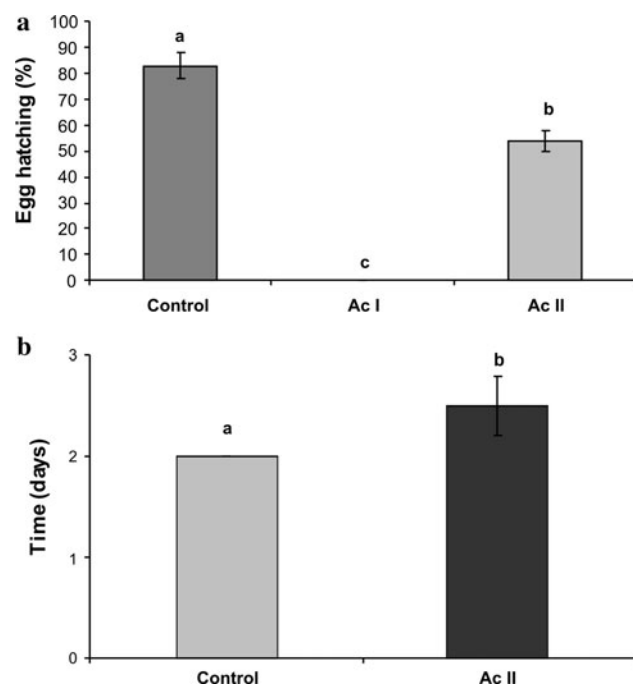 a
Egg hatching (%)
100
90
80
70
60
50
40
30
20
10
0
a
c
b
Control Ac I Ac II
b
Time (days)
3
2
1
0
a
b
Control Ac II